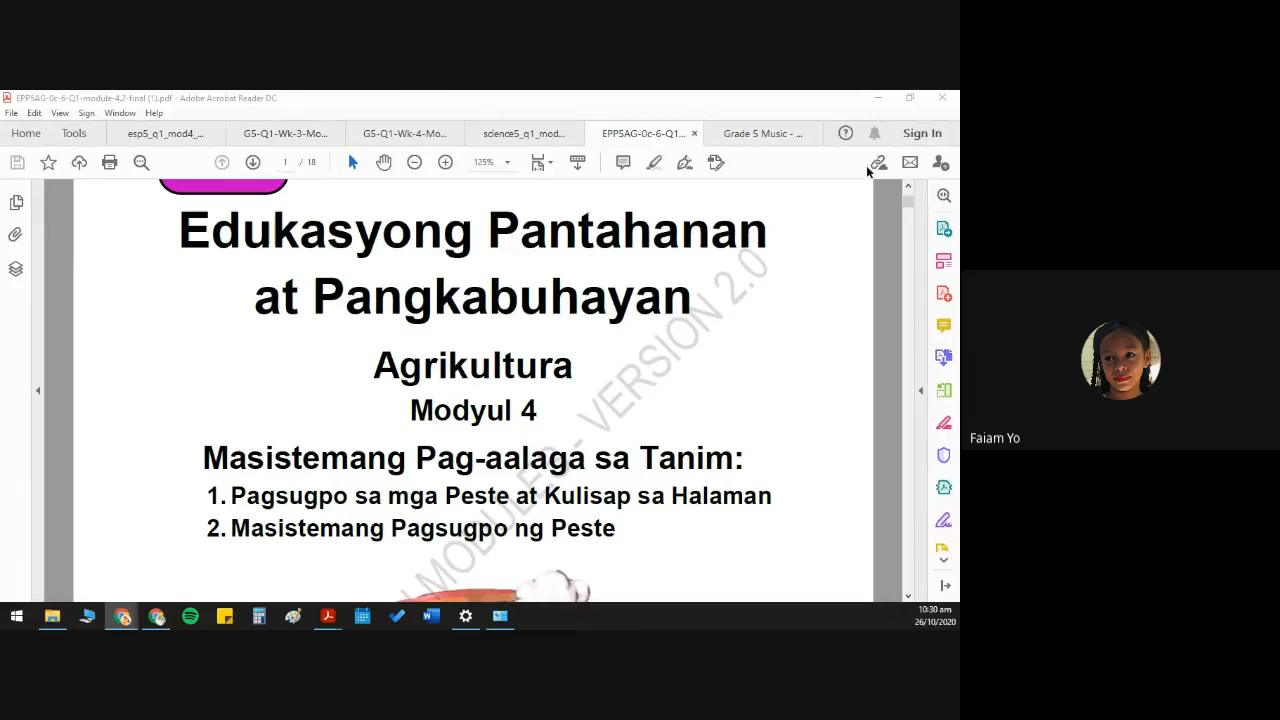 EPP5AG-0c-6-Q1-module-4.2-final (1).pdf - Adobe Acrobat Reader DC
File Edit View Sign Window Help
Home Tools esp5_q1_mod4_... G5-Q1-Wk-3-Mo... G5-Q1-Wk-4-Mo... science5_q1_mod... EPP5AG-0c-6-Q1... × Grade 5 Music - ... Sign In
1 / 18 125%
Edukasyong Pantahanan
at Pangkabuhayan
Agrikultura
Modyul 4
Masistemang Pag-aalaga sa Tanim:
1. Pagsugpo sa mga Peste at Kulisap sa Halaman
2. Masistemang Pagsugpo ng Peste
MODULES - VERSION 2.0
Faiam Yo
10:30 am
26/10/2020